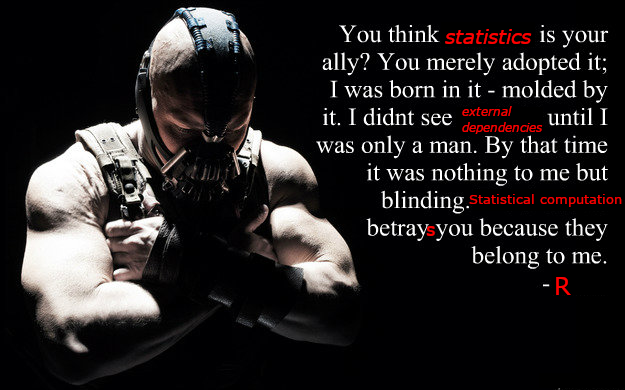 You think statistics is your
ally? You merely adopted it;
I was born in it - molded by
it. I didnt see external dependencies until I
was only a man. By that time
it was nothing to me but
blinding. Statistical computation
betrays you because they
belong to me.
- R